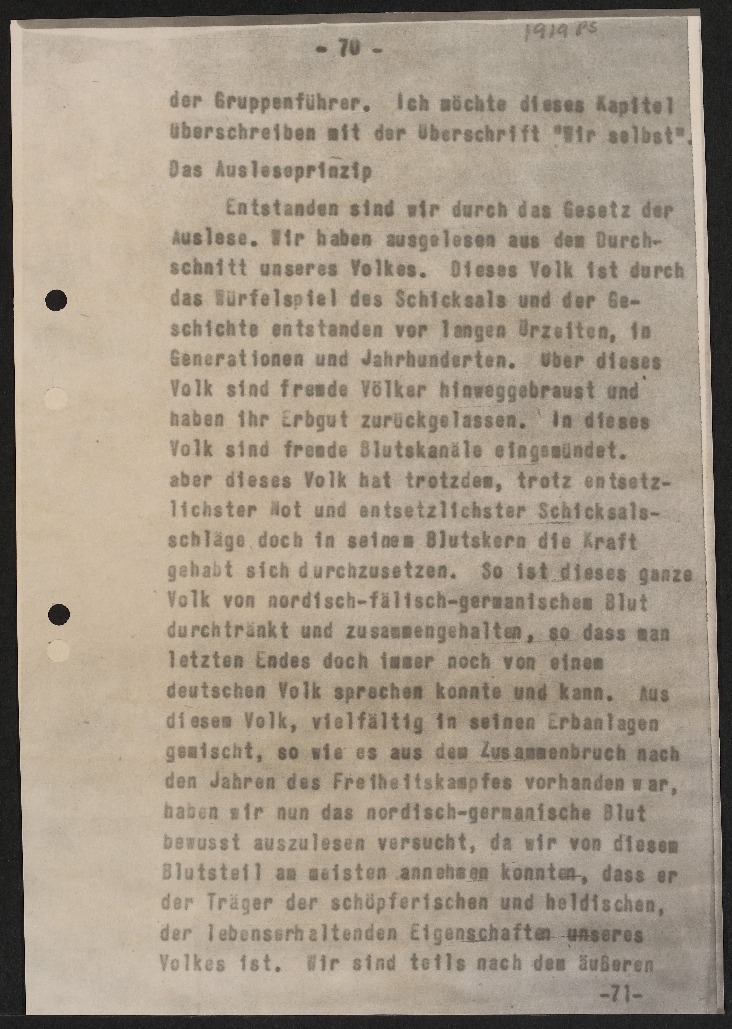 1919 PS
- 70 -
der Gruppenführer. Ich möchte dieses Kapitel
überschreiben mit der Überschrift "Wir selbst".
Das Ausleseprinzip
Entstanden sind wir durch das Gesetz der
Auslese. Wir haben ausgelesen aus dem Durch-
schnitt unseres Volkes. Dieses Volk ist durch
das Würfelspiel des Schicksals und der Ge-
schichte entstanden vor langen Urzeiten, in
Generationen und Jahrhunderten. Über dieses
Volk sind fremde Völker hinweggebraust und
haben ihr Erbgut zurückgelassen. In dieses
Volk sind fremde Blutskanäle eingemündet.
aber dieses Volk hat trotzdem, trotz entsetz-
lichster Not und entsetzlichster Schicksals-
schläge doch in seinem Blutskern die Kraft
gehabt sich durchzusetzen. So ist dieses ganze
Volk von nordisch-fälisch-germanischem Blut
durchtränkt und zusammengehalten, so dass man
letzten Endes doch immer noch von einem
deutschen Volk sprechen konnte und kann. Aus
diesem Volk, vielfältig in seinen Erbanlagen
gemischt, so wie es aus dem Zusammenbruch nach
den Jahren des Freiheitskampfes vorhanden war,
haben wir nun das nordisch-germanische Blut
bewusst auszulesen versucht, da wir von diesem
Blutsteil am meisten annehmen konnten, dass er
der Träger der schöpferischen und heldischen,
der lebenserhaltenden Eigenschaften unseres
Volkes ist. Wir sind teils nach dem äußeren
-71-